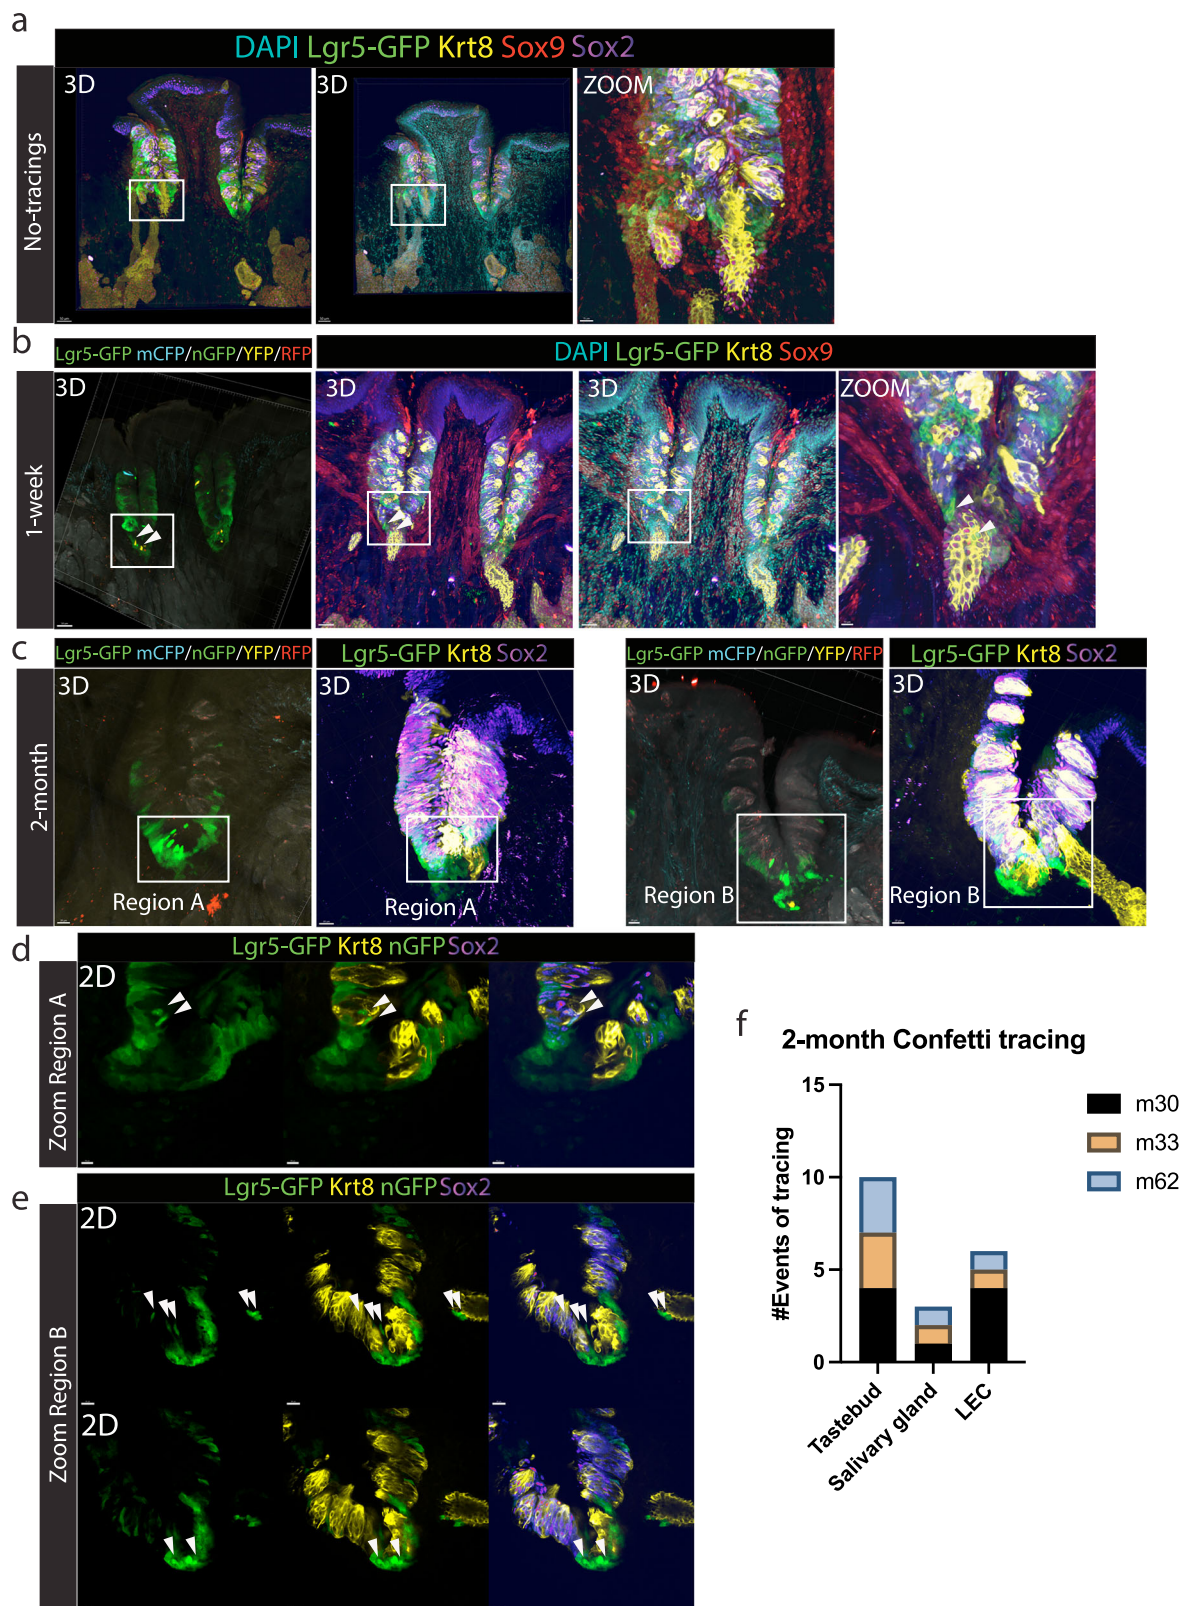 a
DAPI Lgr5-GFP Krt8 Sox9 Sox2
No-tracings
3D
3D
ZOOM
b
Lgr5-GFP mCFP/nGFP/YFP/RFP
DAPI Lgr5-GFP Krt8 Sox9
1-week
3D
3D
3D
ZOOM
c
Lgr5-GFP mCFP/nGFP/YFP/RFP
Lgr5-GFP Krt8 Sox2
Lgr5-GFP mCFP/nGFP/YFP/RFP
Lgr5-GFP Krt8 Sox2
2-month
3D
3D
3D
3D
Region A
Region A
Region B
Region B
d
Lgr5-GFP Krt8 nGFP Sox2
Zoom Region A
2D
e
Lgr5-GFP Krt8 nGFP Sox2
Zoom Region B
2D
2D
f
2-month Confetti tracing
#Events of tracing
15
10
5
0
Tastebud
Salivary gland
LEC
m30
m33
m62